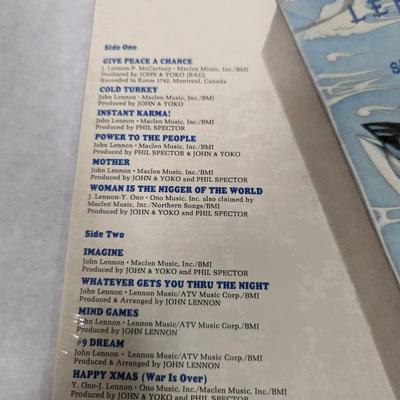 LE
S
Side One
GIVE PEACE A CHANCE
J. Lennon-P. McCartney • Maclen Music, Inc./BMI
Produced by JOHN & YOKO (BAG)
Recorded in Room 1742, Montreal, Canada
COLD TURKEY
John Lennon • Maclen Music, Inc./BMI
Produced by JOHN & YOKO
INSTANT KARMA!
John Lennon • Maclen Music, Inc./BMI
Produced by PHIL SPECTOR
POWER TO THE PEOPLE
John Lennon • Maclen Music, Inc./BMI
Produced by PHIL SPECTOR & JOHN & YOKO
MOTHER
John Lennon • Maclen Music, Inc./BMI
Produced by JOHN & YOKO and PHIL SPECTOR
WOMAN IS THE NIGGER OF THE WORLD
J. Lennon-Y. Ono • Ono Music, Inc. also claimed by
Maclen Music, Inc./Northern Songs/BMI
Produced by JOHN & YOKO and PHIL SPECTOR
Side Two
IMAGINE
John Lennon • Maclen Music, Inc./BMI
Produced by JOHN & YOKO and PHIL SPECTOR
WHATEVER GETS YOU THRU THE NIGHT
John Lennon • Lennon Music/ATV Music Corp./BMI
Produced & Arranged by JOHN LENNON
MIND GAMES
John Lennon • Lennon Music/ATV Music Corp./BMI
Produced by JOHN LENNON
#9 DREAM
John Lennon • Lennon Music/ATV Music Corp./BMI
Produced & Arranged by JOHN LENNON
HAPPY XMAS (War Is Over)
Y. Ono-J. Lennon • Ono Music, Inc./Maclen Music, Inc./BMI
Produced by JOHN & YOKO and PHIL SPECTOR